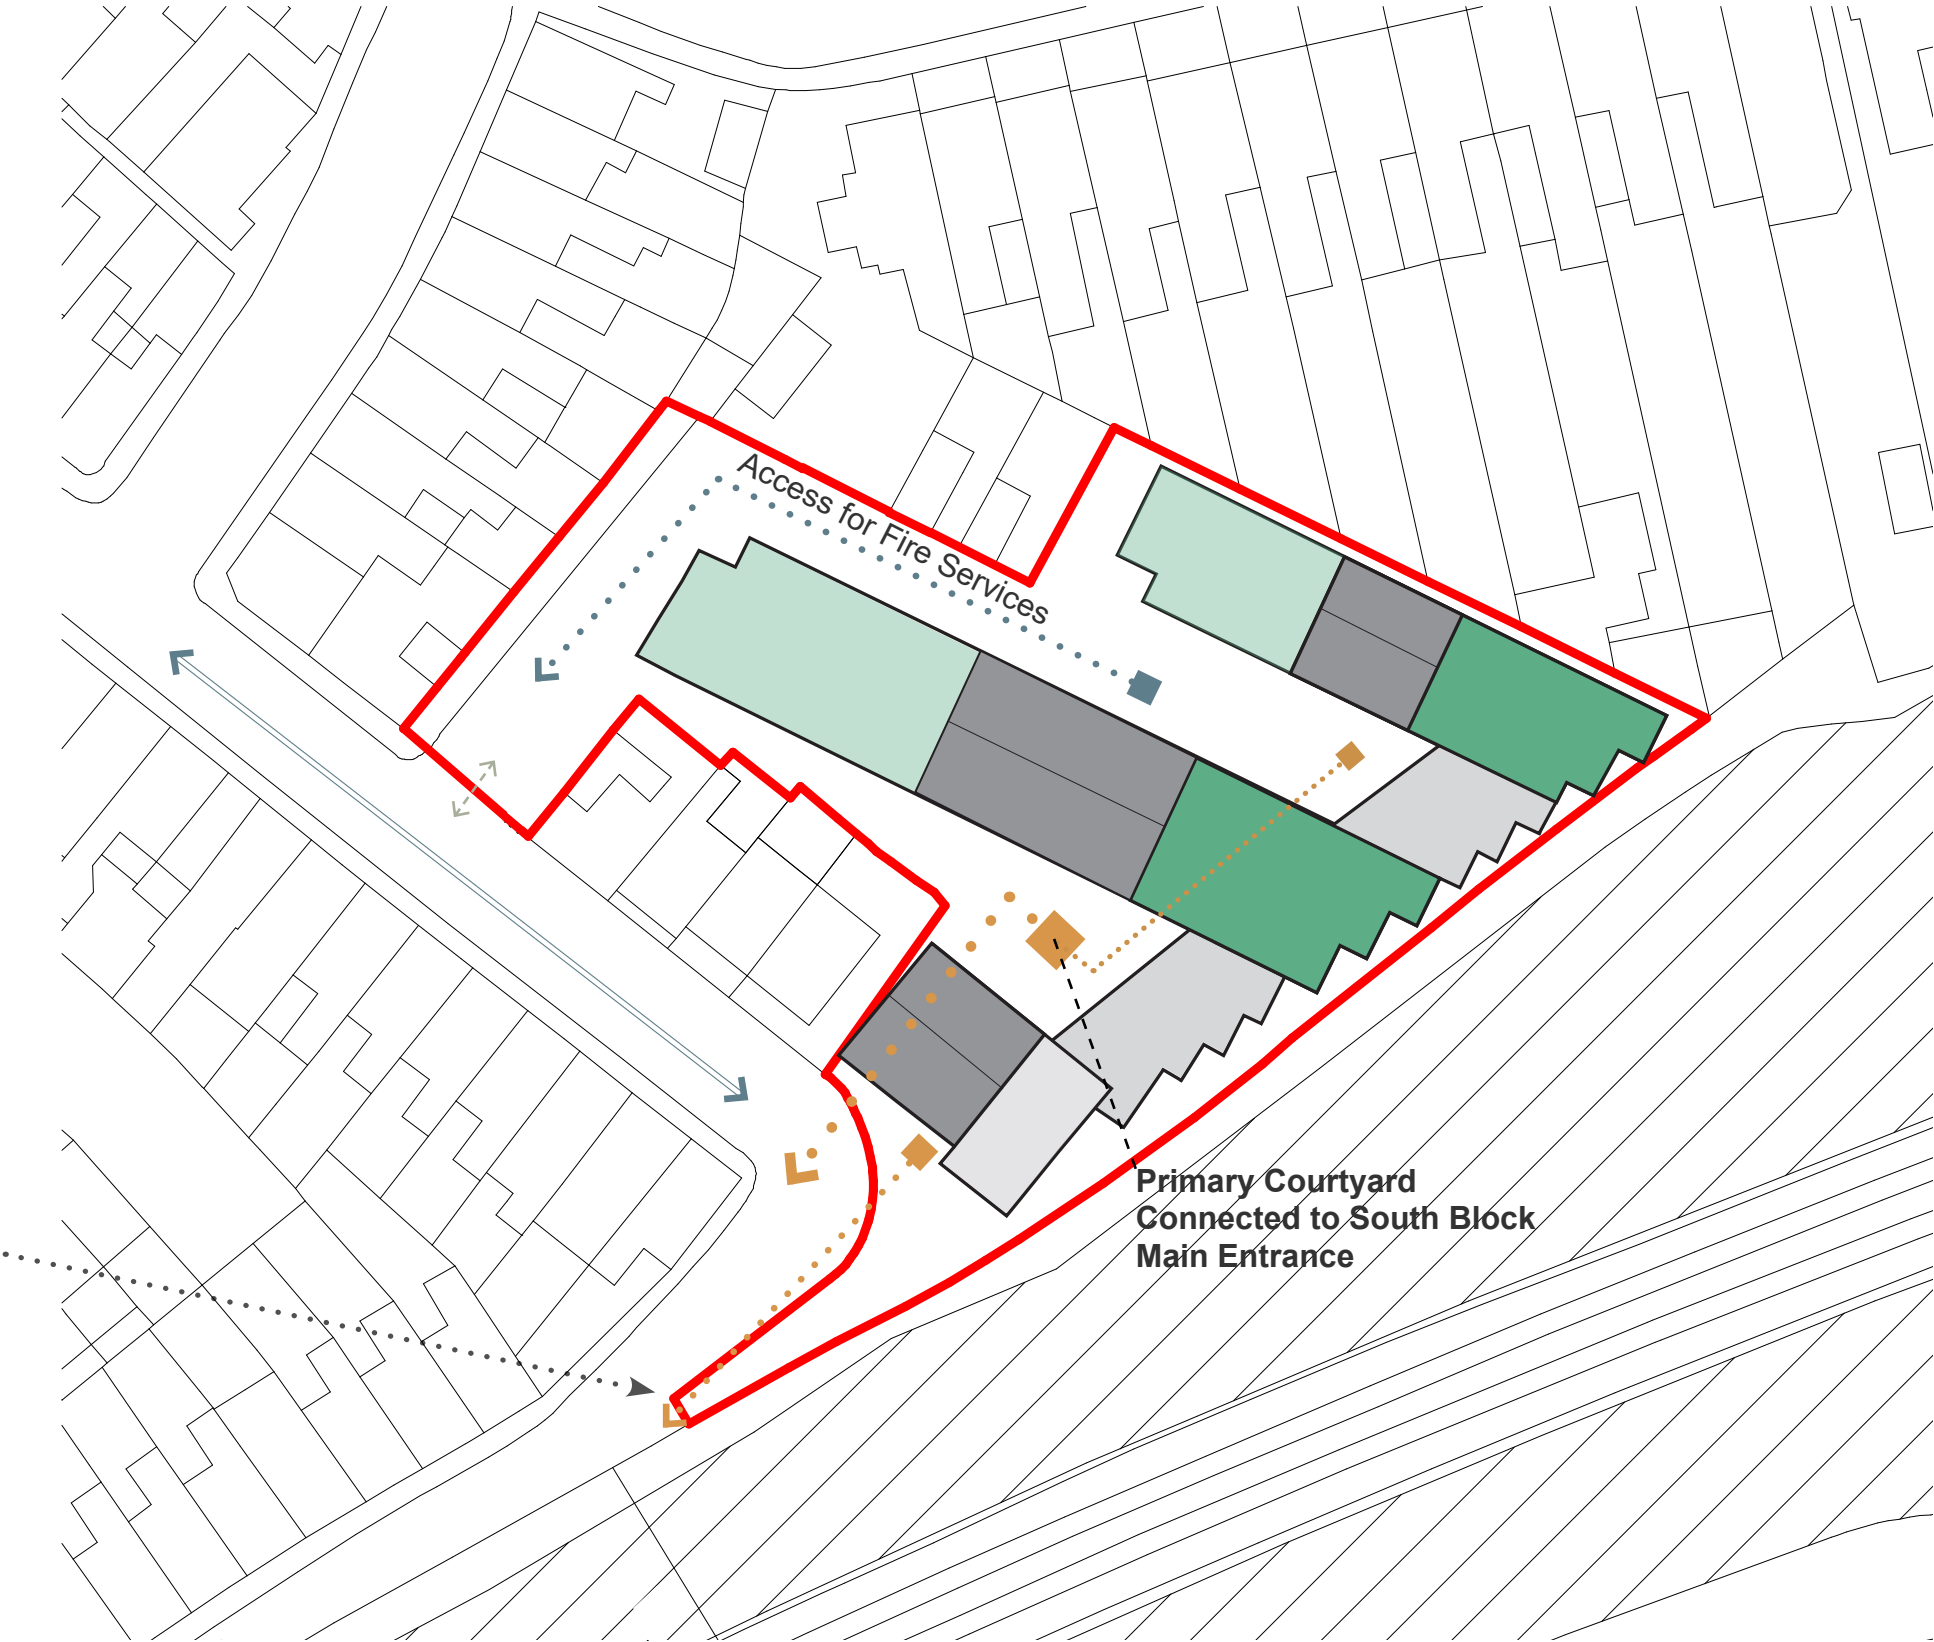 Access for Fire Services
Primary Courtyard
Connected to South Block
Main Entrance